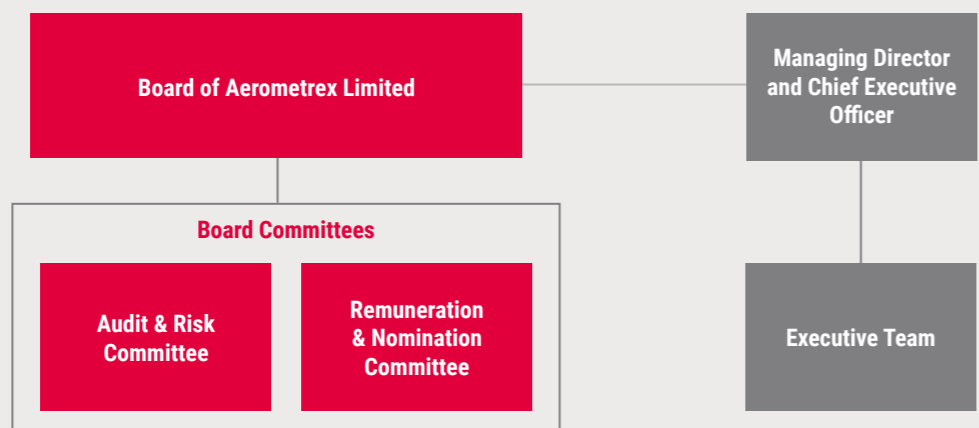 Board of Aerometrex Limited
Managing Director
and Chief Executive
Officer
Board Committees
Audit & Risk
Committee
Remuneration
& Nomination
Committee
Executive Team